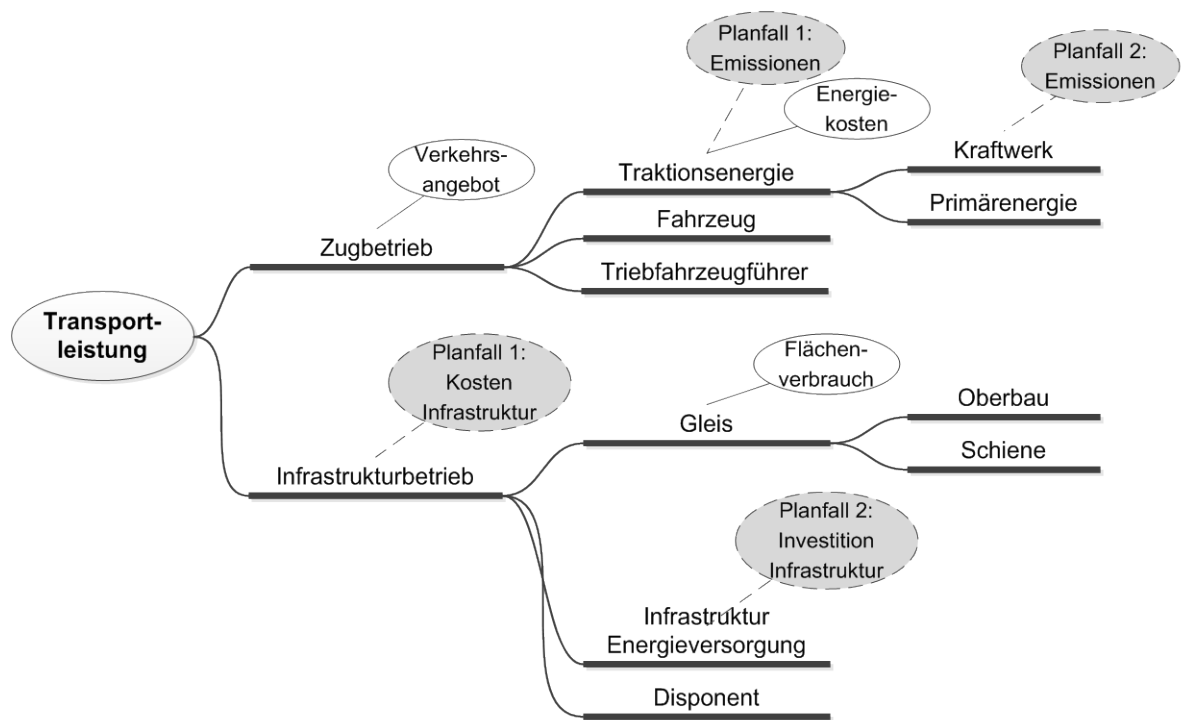 Planfall 1:
Emissionen
Planfall 2:
Emissionen
Energie-
kosten
Verkehrs-
angebot
Kraftwerk
Traktionsenergie
Primärenergie
Fahrzeug
Zugbetrieb
Triebfahrzeugführer
Transport-
leistung
Planfall 1:
Kosten
Infrastruktur
Flächen-
verbrauch
Oberbau
Gleis
Schiene
Infrastrukturbetrieb
Planfall 2:
Investition
Infrastruktur
Infrastruktur
Energieversorgung
Disponent